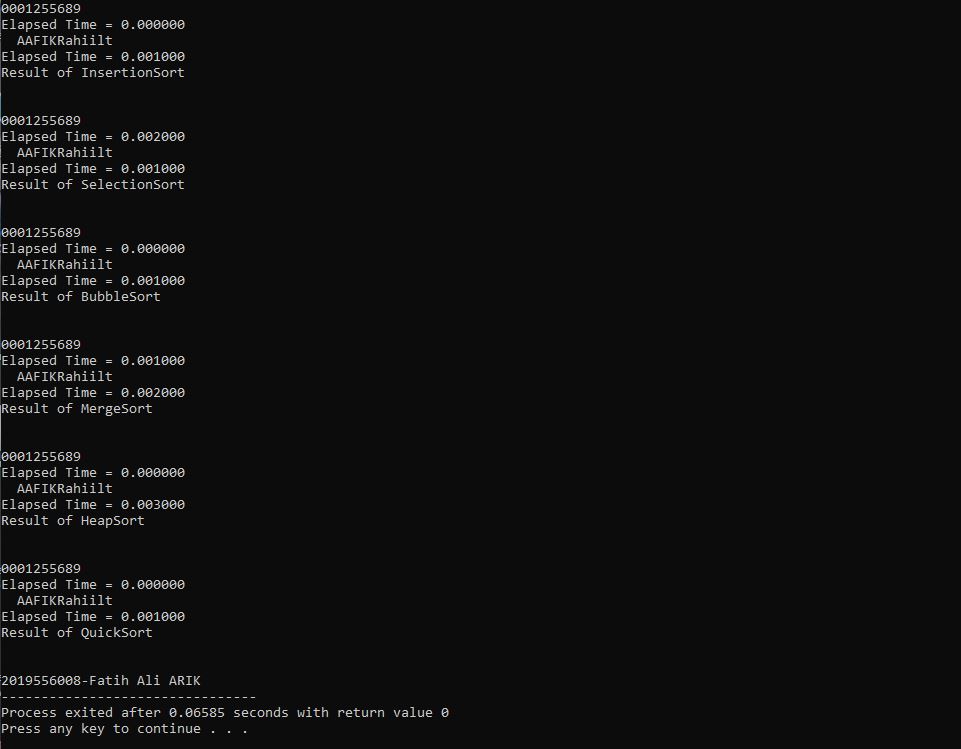 0001255689
Elapsed Time = 0.000000
  AAFIKRahiilt
Elapsed Time = 0.001000
Result of InsertionSort

0001255689
Elapsed Time = 0.002000
  AAFIKRahiilt
Elapsed Time = 0.001000
Result of SelectionSort

0001255689
Elapsed Time = 0.000000
  AAFIKRahiilt
Elapsed Time = 0.001000
Result of BubbleSort

0001255689
Elapsed Time = 0.001000
  AAFIKRahiilt
Elapsed Time = 0.002000
Result of MergeSort

0001255689
Elapsed Time = 0.000000
  AAFIKRahiilt
Elapsed Time = 0.003000
Result of HeapSort

0001255689
Elapsed Time = 0.000000
  AAFIKRahiilt
Elapsed Time = 0.001000
Result of QuickSort

2019556008-Fatih Ali ARIK
--------------------------------
Process exited after 0.06585 seconds with return value 0
Press any key to continue . . .